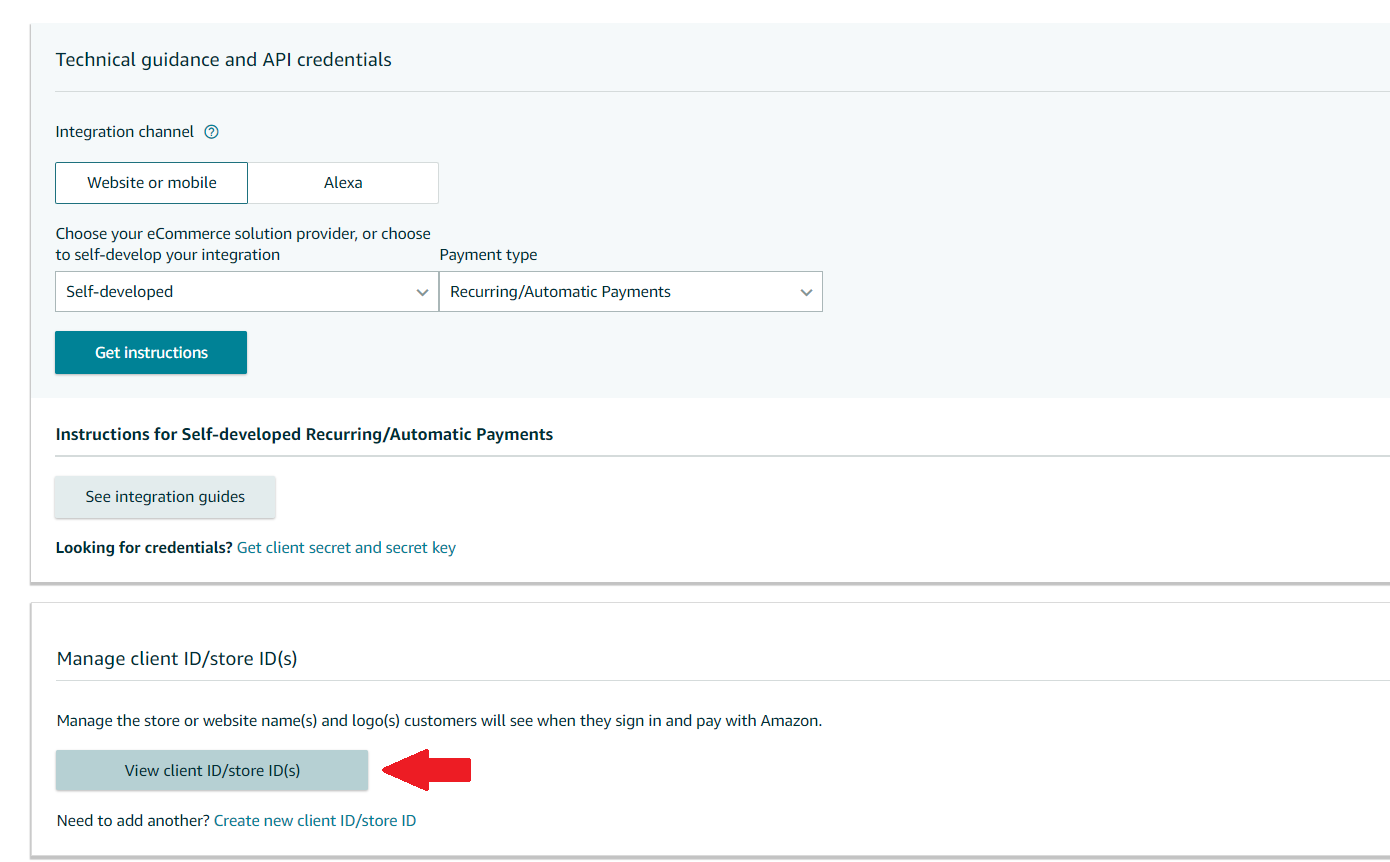 Technical guidance and API credentials
Integration channel ?
Website or mobile
Alexa
Choose your eCommerce solution provider, or choose
to self-develop your integration
Payment type
Self-developed
Recurring/Automatic Payments
Get instructions
Instructions for Self-developed Recurring/Automatic Payments
See integration guides
Looking for credentials? Get client secret and secret key
Manage client ID/store ID(s)
Manage the store or website name(s) and logo(s) customers will see when they sign in and pay with Amazon.
View client ID/store ID(s)
Need to add another? Create new client ID/store ID